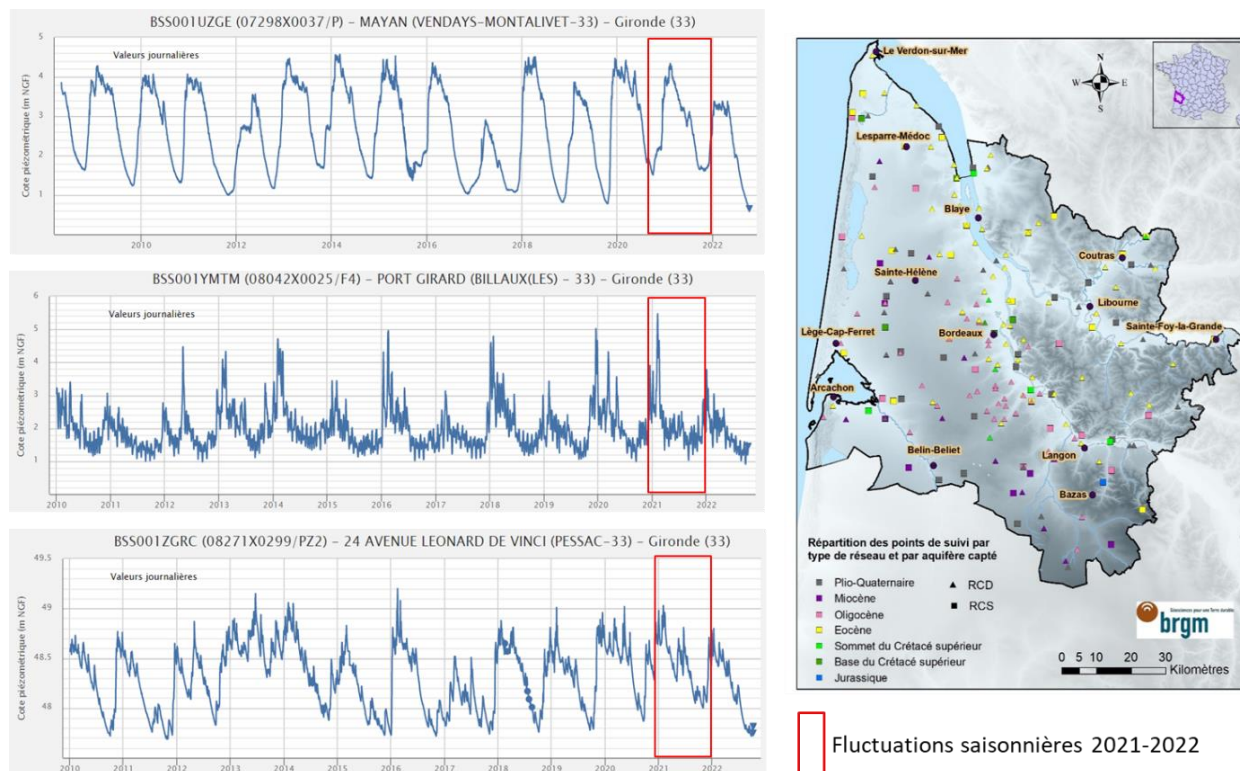 BSS001UZGE (07298X0037/P) – MAYAN (VENDAYS-MONTALIVET-33) – Gironde (33)
Valeurs journalières
Cote piézométrique (m NGF)
5
4
3
2
1
2010
2012
2014
2016
2018
2020
2022
BSS001YMTM (08042X0025/F4) – PORT GIRARD (BILLAUX(LES) – 33) – Gironde (33)
Valeurs journalières
Cote piézométrique (m NGF)
6
5
4
3
2
1
2010
2011
2012
2013
2014
2015
2016
2017
2018
2019
2020
2021
2022
BSS001ZGRC (08271X0299/PZ2) – 24 AVENUE LEONARD DE VINCI (PESSAC-33) – Gironde (33)
Valeurs journalières
Cote piézométrique (m NGF)
49.5
49
48.5
48
2010
2011
2012
2013
2014
2015
2016
2017
2018
2019
2020
2021
2022
Le Verdon-sur-Mer
N
W E
S
Lesparre-Médoc
Blaye
Coutras
Sainte-Hélène
Libourne
Sainte-Foy-la-Grande
Lège-Cap-Ferret
Bordeaux
Arcachon
Belin-Beliet
Langon
Bazas
Répartition des points de suivi par
type de réseau et par aquifère capté
Plio-Quaternaire
Miocène
Oligocène
Eocène
Sommet du Crétacé supérieur
Base du Crétacé supérieur
Jurassique
RCD
RCS
Géosciences pour une Terre durable
brgm
0 5 10 20 30
Kilomètres
Fluctuations saisonnières 2021-2022